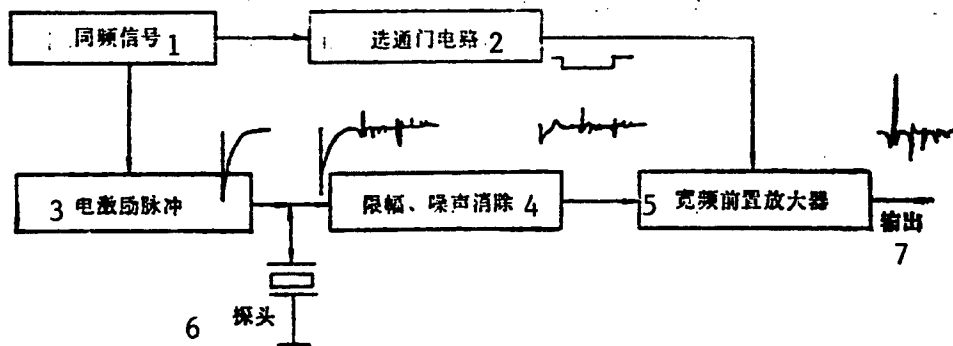 同频信号 1
选通门电路 2
3 电激励脉冲
限幅、噪声消除 4
5 宽频前置放大器
输出
7
探头
6